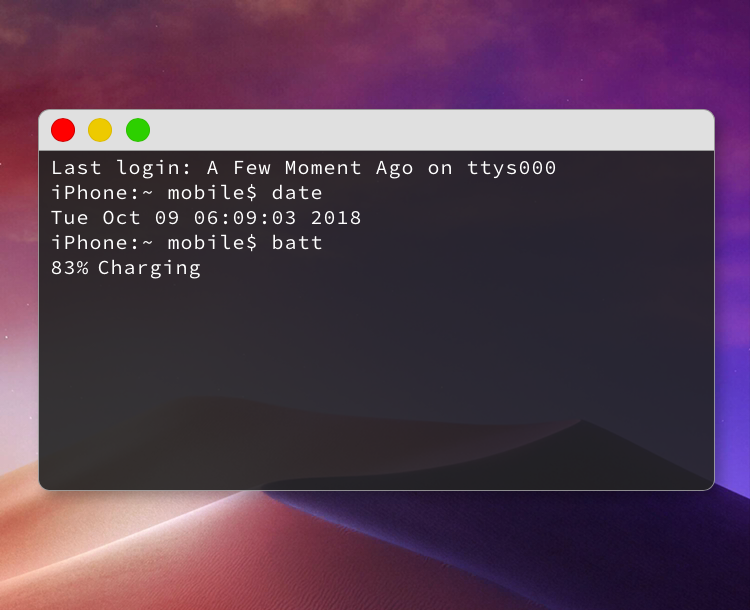 Last login: A Few Moment Ago on ttys000
iPhone:~ mobile$ date
Tue Oct 09 06:09:03 2018
iPhone:~ mobile$ batt
83% Charging